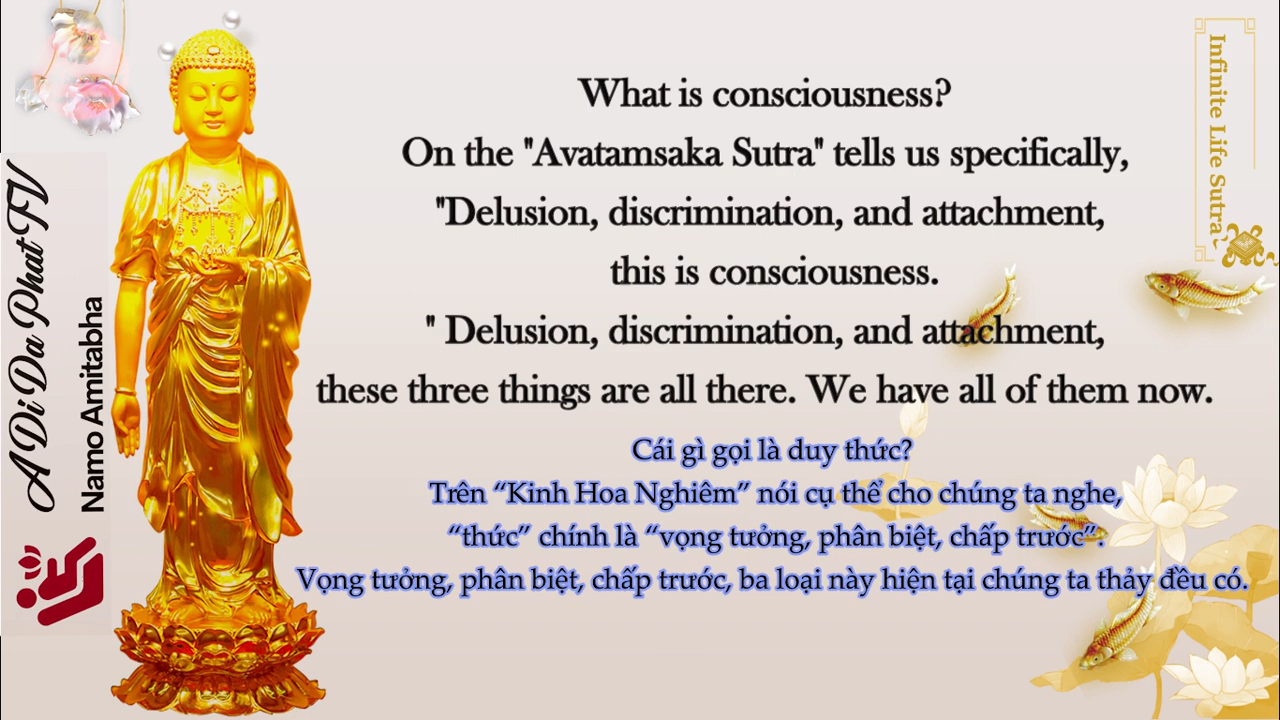 What is consciousness?
On the "Avatamsaka Sutra" tells us specifically,
"Delusion, discrimination, and attachment,
this is consciousness.
" Delusion, discrimination, and attachment,
these three things are all there. We have all of them now.
Cái gì gọi là duy thức?
Trên “Kinh Hoa Nghiêm” nói cụ thể cho chúng ta nghe,
“thức” chính là “vọng tưởng, phân biệt, chấp trước”.
Vọng tưởng, phân biệt, chấp trước, ba loại này hiện tại chúng ta thảy đều có.
A Di Da Phat TV
Namo Amitabha
Infinite Life Sutra